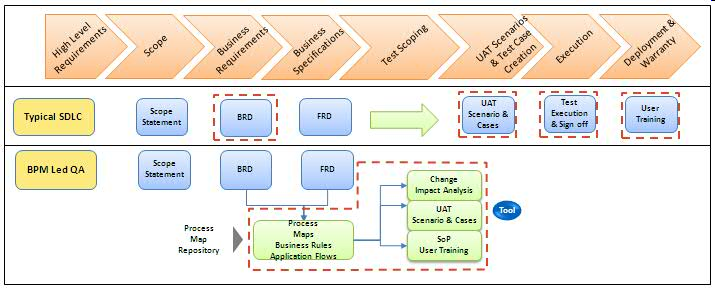 High Level
Requirements
Scope
Business
Requirements
Business
Specifications
Test Scoping
UAT Scenarios
& Test Case
Creation
Execution
Deployment &
Warranty
Typical SDLC
Scope
Statement
BRD
FRD
UAT
Scenario &
Cases
Test
Execution
& Sign off
User
Training
BPM Led QA
Scope
Statement
BRD
FRD
Process
Map
Repository
Process
Maps
Business Rules
Application Flows
Change
Impact Analysis
UAT
Scenario & Cases
SoP
User Training
Tool